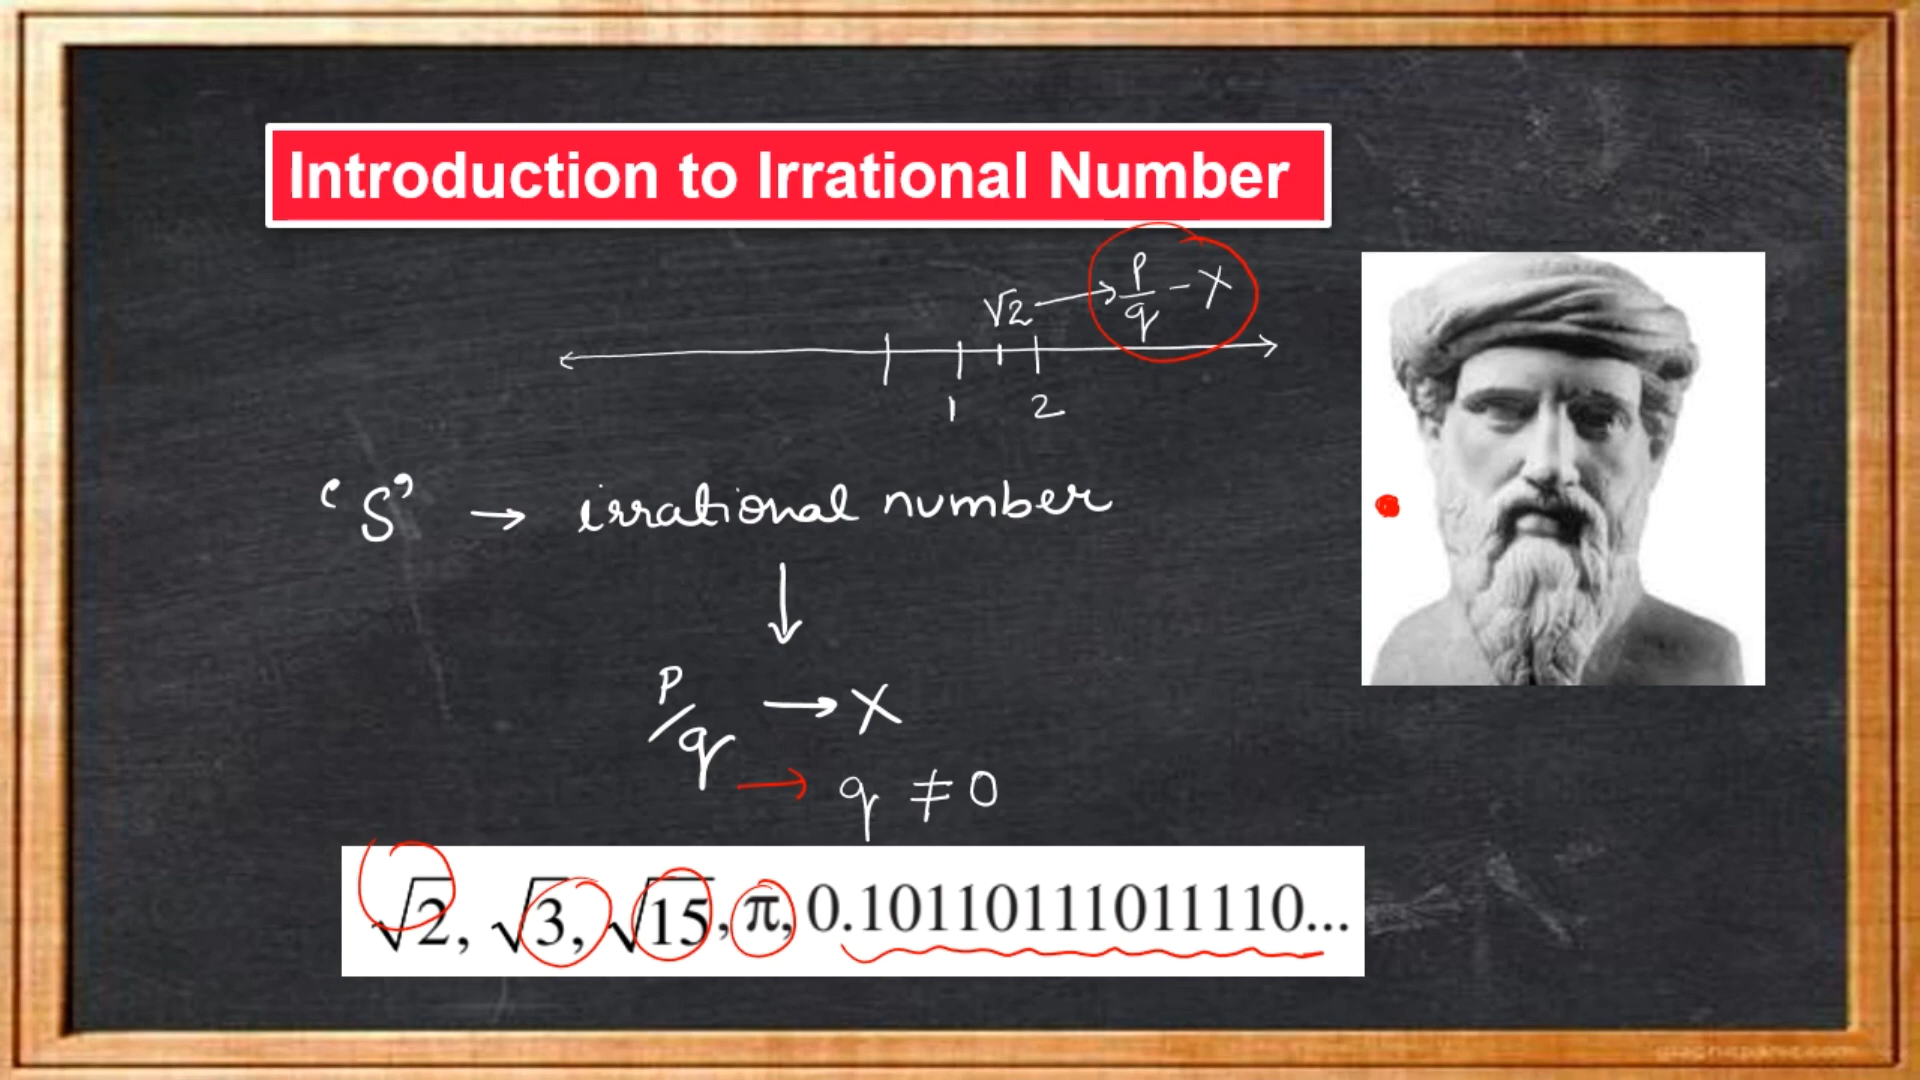 Introduction to Irrational Number
√2 → p/q - X
1 2
'S' → irrational number
↓
P/q → X
→ q ≠ 0
√2, √3, √15, π, 0.10110111011110...